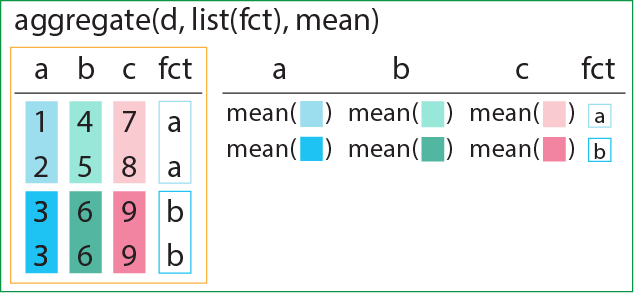 aggregate(d, list(fct), mean)
a b c fct
1 4 7 a
2 5 8 a
3 6 9 b
3 6 9 b
a b c fct
mean( ) mean( ) mean( ) a
mean( ) mean( ) mean( ) b